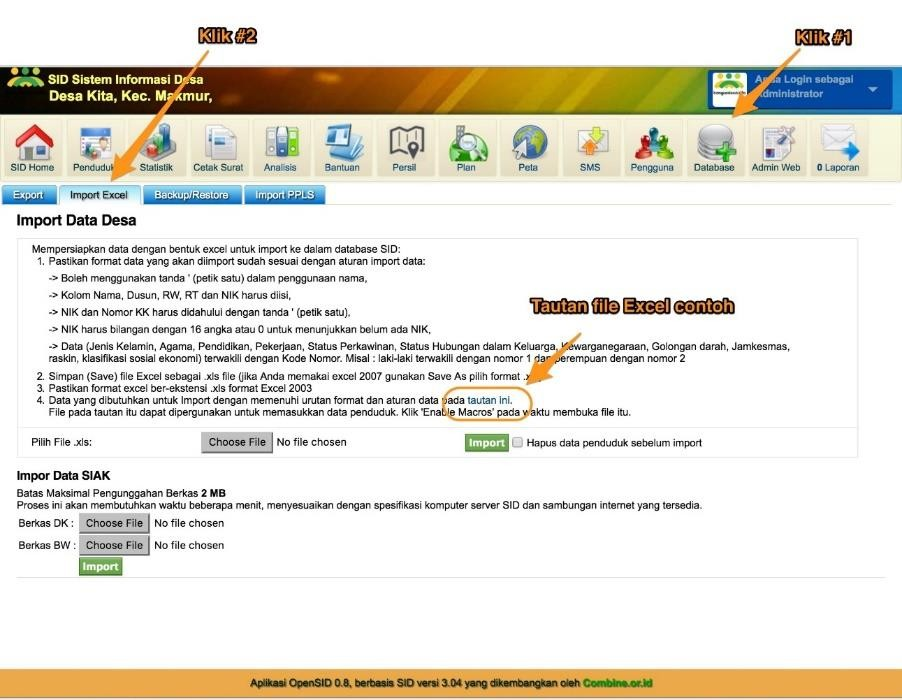 Klik #2
Klik #1
SID Sistem Informasi Desa
Desa Kita, Kec. Makmur,
Anda Login sebagai
Administrator
SID Home
Penduduk
Statistik
Cetak Surat
Analisis
Bantuan
Persil
Plan
Peta
SMS
Pengguna
Database
Admin Web
0 Laporan
Export
Import Excel
Backup/Restore
Import PPLS
Import Data Desa
Mempersiapkan data dengan bentuk excel untuk import ke dalam database SID:
1. Pastikan format data yang akan diimport sudah sesuai dengan aturan import data:
-> Boleh menggunakan tanda ' (petik satu) dalam penggunaan nama,
-> Kolom Nama, Dusun, RW, RT dan NIK harus diisi,
-> NIK dan Nomor KK harus didahului dengan tanda ' (petik satu),
Tautan file Excel contoh
-> NIK harus bilangan dengan 16 angka atau 0 untuk menunjukkan belum ada NIK,
-> Data (Jenis Kelamin, Agama, Pendidikan, Pekerjaan, Status Perkawinan, Status Hubungan dalam Keluarga, Kewarganegaraan, Golongan darah, Jamkesmas,
raskin, klasifikasi sosial ekonomi) terwakili dengan Kode Nomor. Misal : laki-laki terwakili dengan nomor 1 dan perempuan dengan nomor 2
2. Simpan (Save) file Excel sebagai .xls file (jika Anda memakai excel 2007 gunakan Save As pilih format
3. Pastikan format excel ber-ekstensi .xls format Excel 2003
4. Data yang dibutuhkan untuk Import dengan memenuhi urutan format dan aturan data pada tautan ini.
File pada tautan itu dapat dipergunakan untuk memasukkan data penduduk. Klik 'Enable Macros' pada waktu membuka file itu.
Pilih File .xls: Choose File No file chosen Import Hapus data penduduk sebelum import
Impor Data SIAK
Batas Maksimal Pengunggahan Berkas 2 MB
Proses ini akan membutuhkan waktu beberapa menit, menyesuaikan dengan spesifikasi komputer server SID dan sambungan internet yang tersedia.
Berkas DK : Choose File No file chosen
Berkas BW : Choose File No file chosen
Import
Aplikasi OpenSID 0.8, berbasis SID versi 3.04 yang dikembangkan oleh Combine.or.id